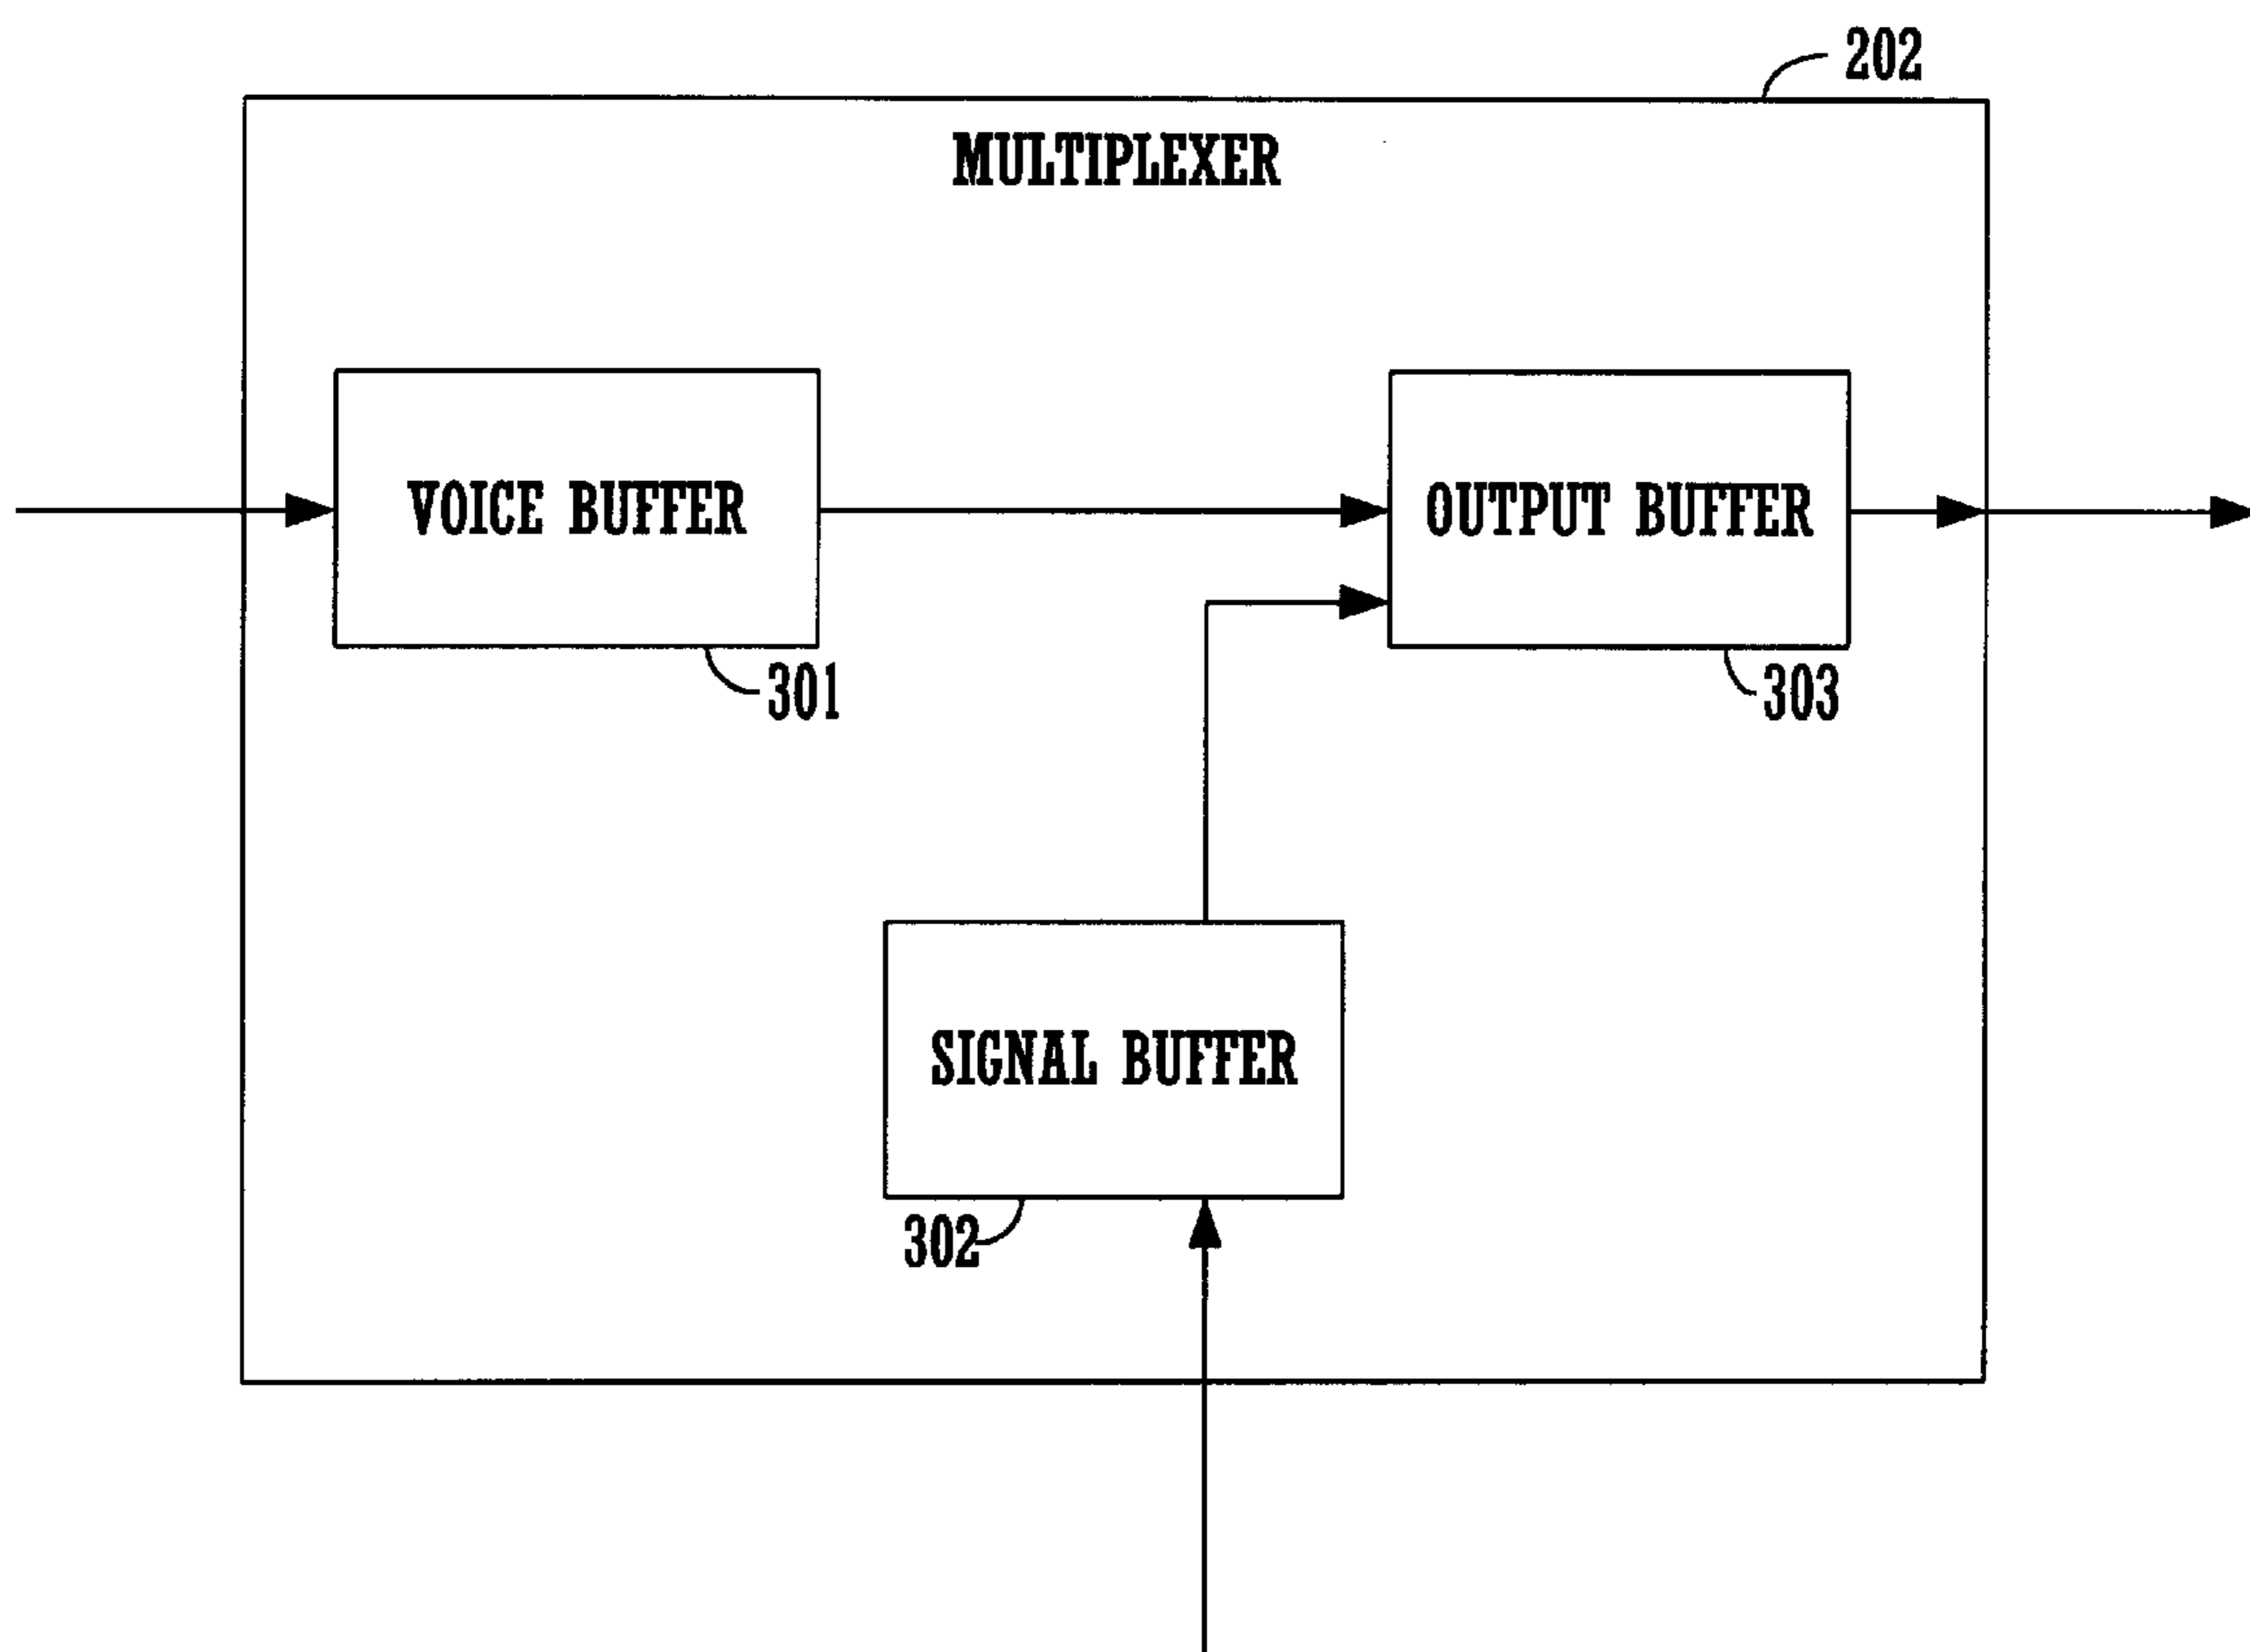 202
MULTIPLEXER
VOICE BUFFER
OUTPUT BUFFER
301
303
SIGNAL BUFFER
302